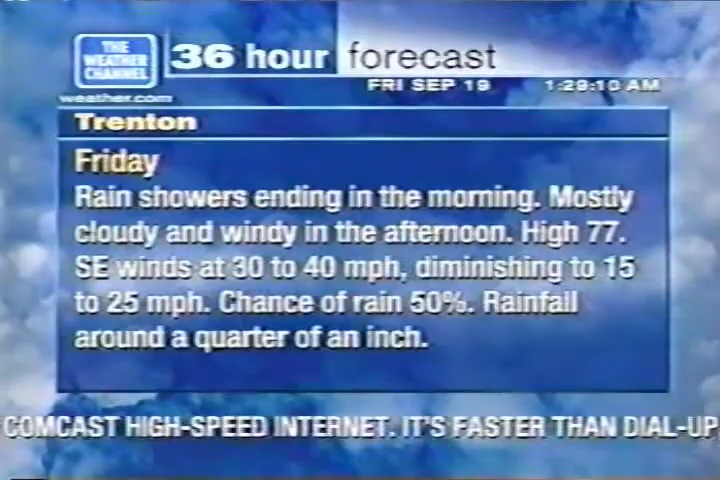 THE
WEATHER
CHANNEL
36 hour forecast
weather.com
FRI SEP 19 1:29:10 AM
Trenton
Friday
Rain showers ending in the morning. Mostly
cloudy and windy in the afternoon. High 77.
SE winds at 30 to 40 mph, diminishing to 15
to 25 mph. Chance of rain 50%. Rainfall
around a quarter of an inch.
COMCAST HIGH-SPEED INTERNET. IT'S FASTER THAN DIAL-UP